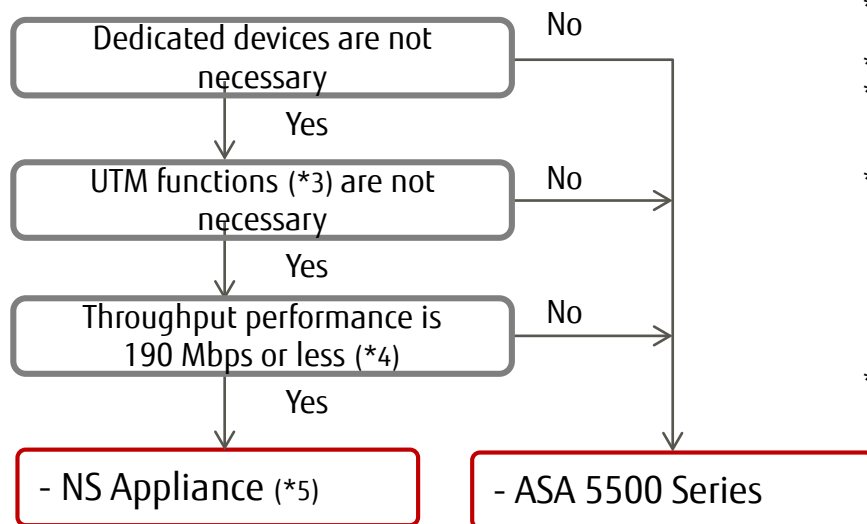 Dedicated devices are not
necessary
No
Yes
UTM functions (*3) are not
necessary
No
Yes
Throughput performance is
190 Mbps or less (*4)
No
Yes
- NS Appliance (*5)
- ASA 5500 Series
*
*
*
*
*